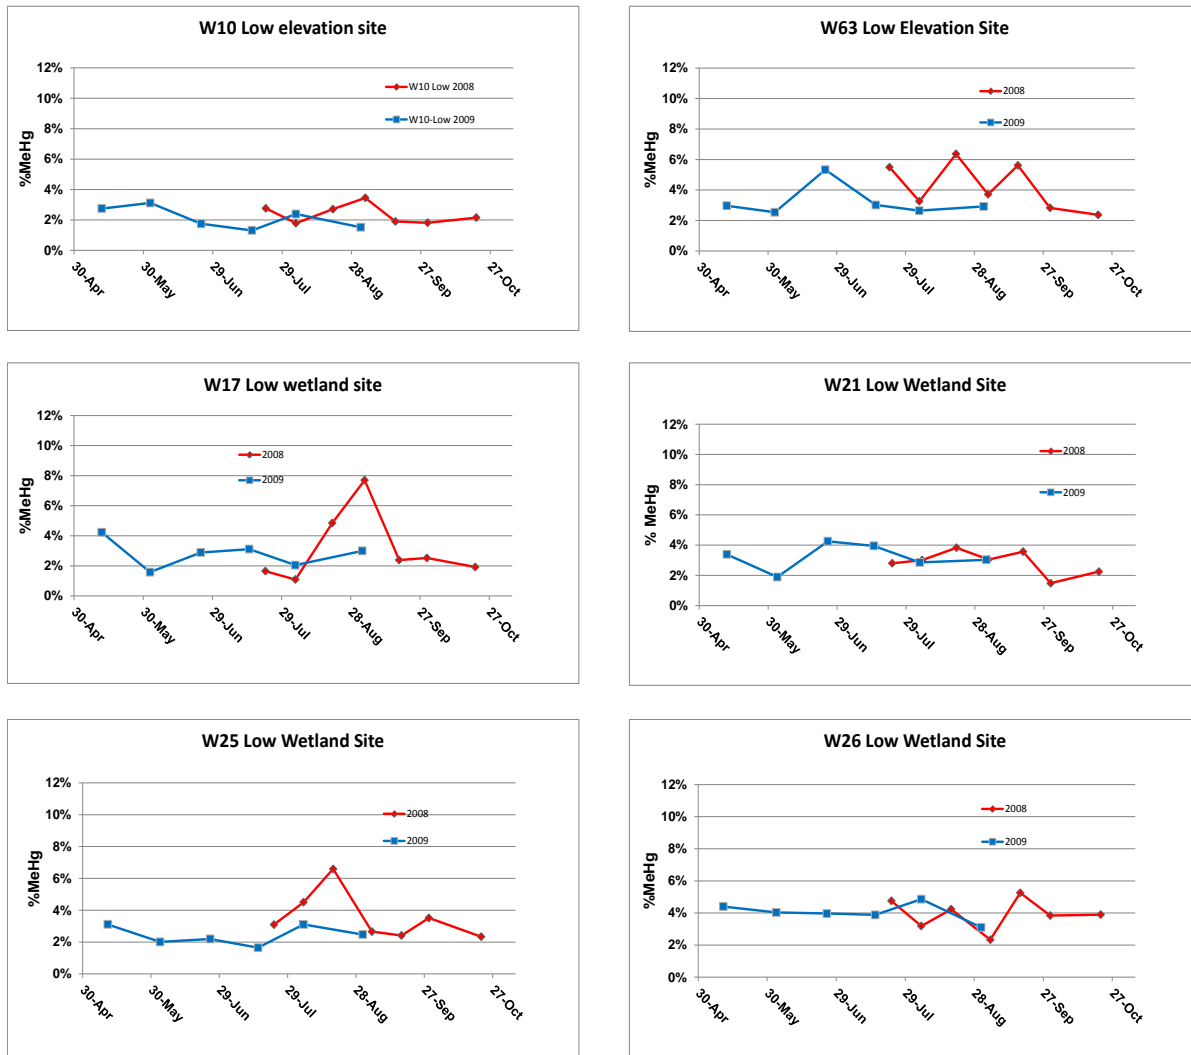 W10 Low elevation site
12%
10%
8%
6%
4%
2%
0%
%MeHg
W10 Low 2008
W10-Low 2009
30-Apr
30-May
29-Jun
29-Jul
28-Aug
27-Sep
27-Oct
W63 Low Elevation Site
12%
10%
8%
6%
4%
2%
0%
%MeHg
2008
2009
30-Apr
30-May
29-Jun
29-Jul
28-Aug
27-Sep
27-Oct
W17 Low wetland site
12%
10%
8%
6%
4%
2%
0%
%MeHg
2008
2009
30-Apr
30-May
29-Jun
29-Jul
28-Aug
27-Sep
27-Oct
W21 Low Wetland Site
12%
10%
8%
6%
4%
2%
0%
% MeHg
2008
2009
30-Apr
30-May
29-Jun
29-Jul
28-Aug
27-Sep
27-Oct
W25 Low Wetland Site
12%
10%
8%
6%
4%
2%
0%
%MeHg
2008
2009
30-Apr
30-May
29-Jun
29-Jul
28-Aug
27-Sep
27-Oct
W26 Low Wetland Site
12%
10%
8%
6%
4%
2%
0%
%MeHg
2008
2009
30-Apr
30-May
29-Jun
29-Jul
28-Aug
27-Sep
27-Oct